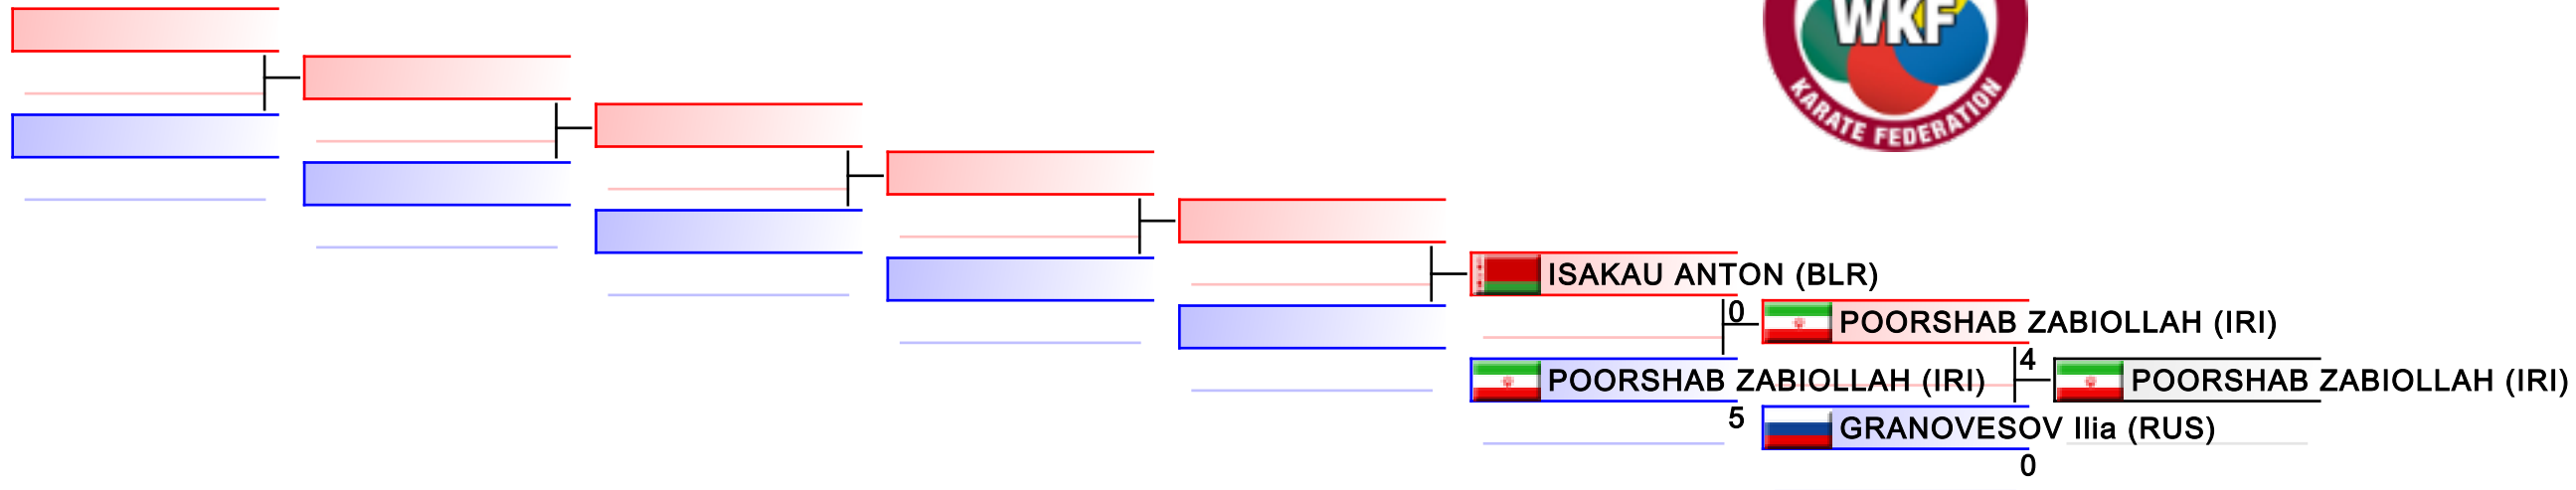 WKF
KARATE FEDERATION
ISAKAU ANTON (BLR)
0
POORSHAB ZABIOLLAH (IRI)
POORSHAB ZABIOLLAH (IRI)
5
4
POORSHAB ZABIOLLAH (IRI)
GRANOVESOV Ilia (RUS)
0